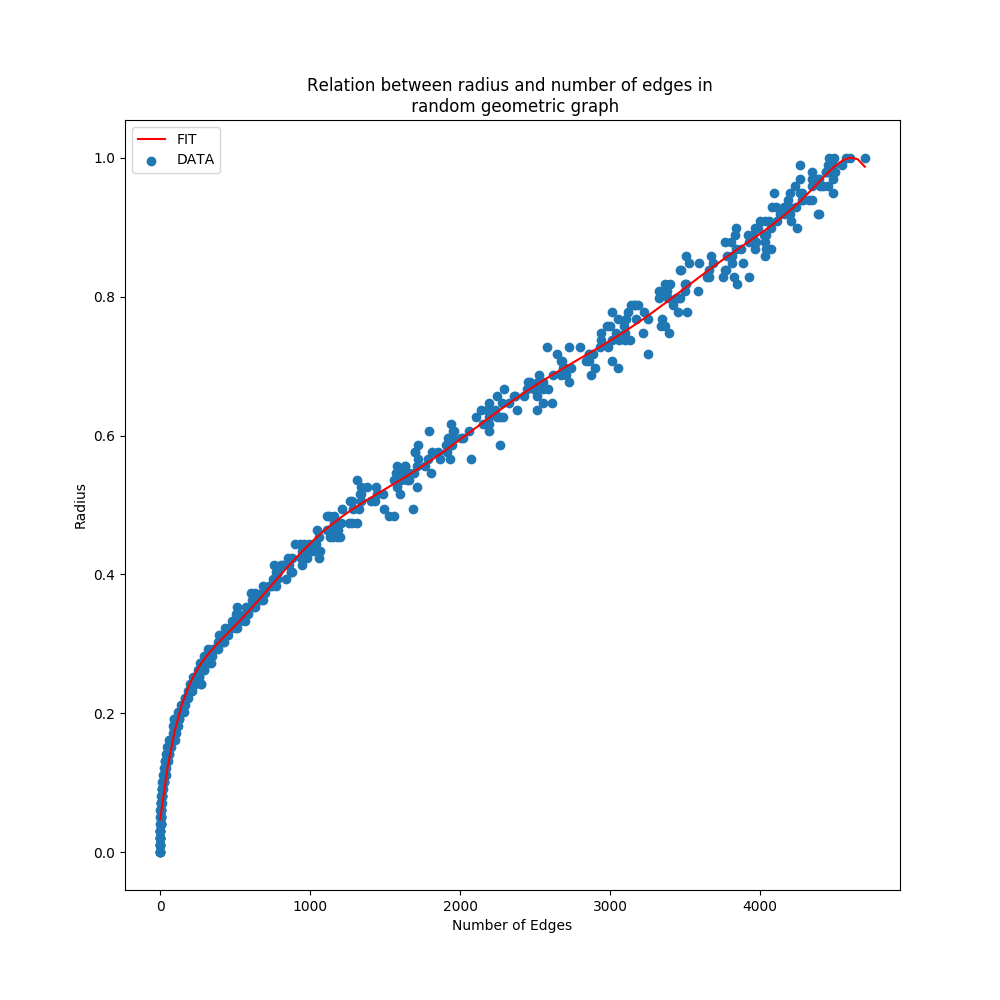 Relation between radius and number of edges in
random geometric graph
FIT
DATA
1.0
0.8
0.6
0.4
0.2
0.0
Radius
0 1000 2000 3000 4000
Number of Edges